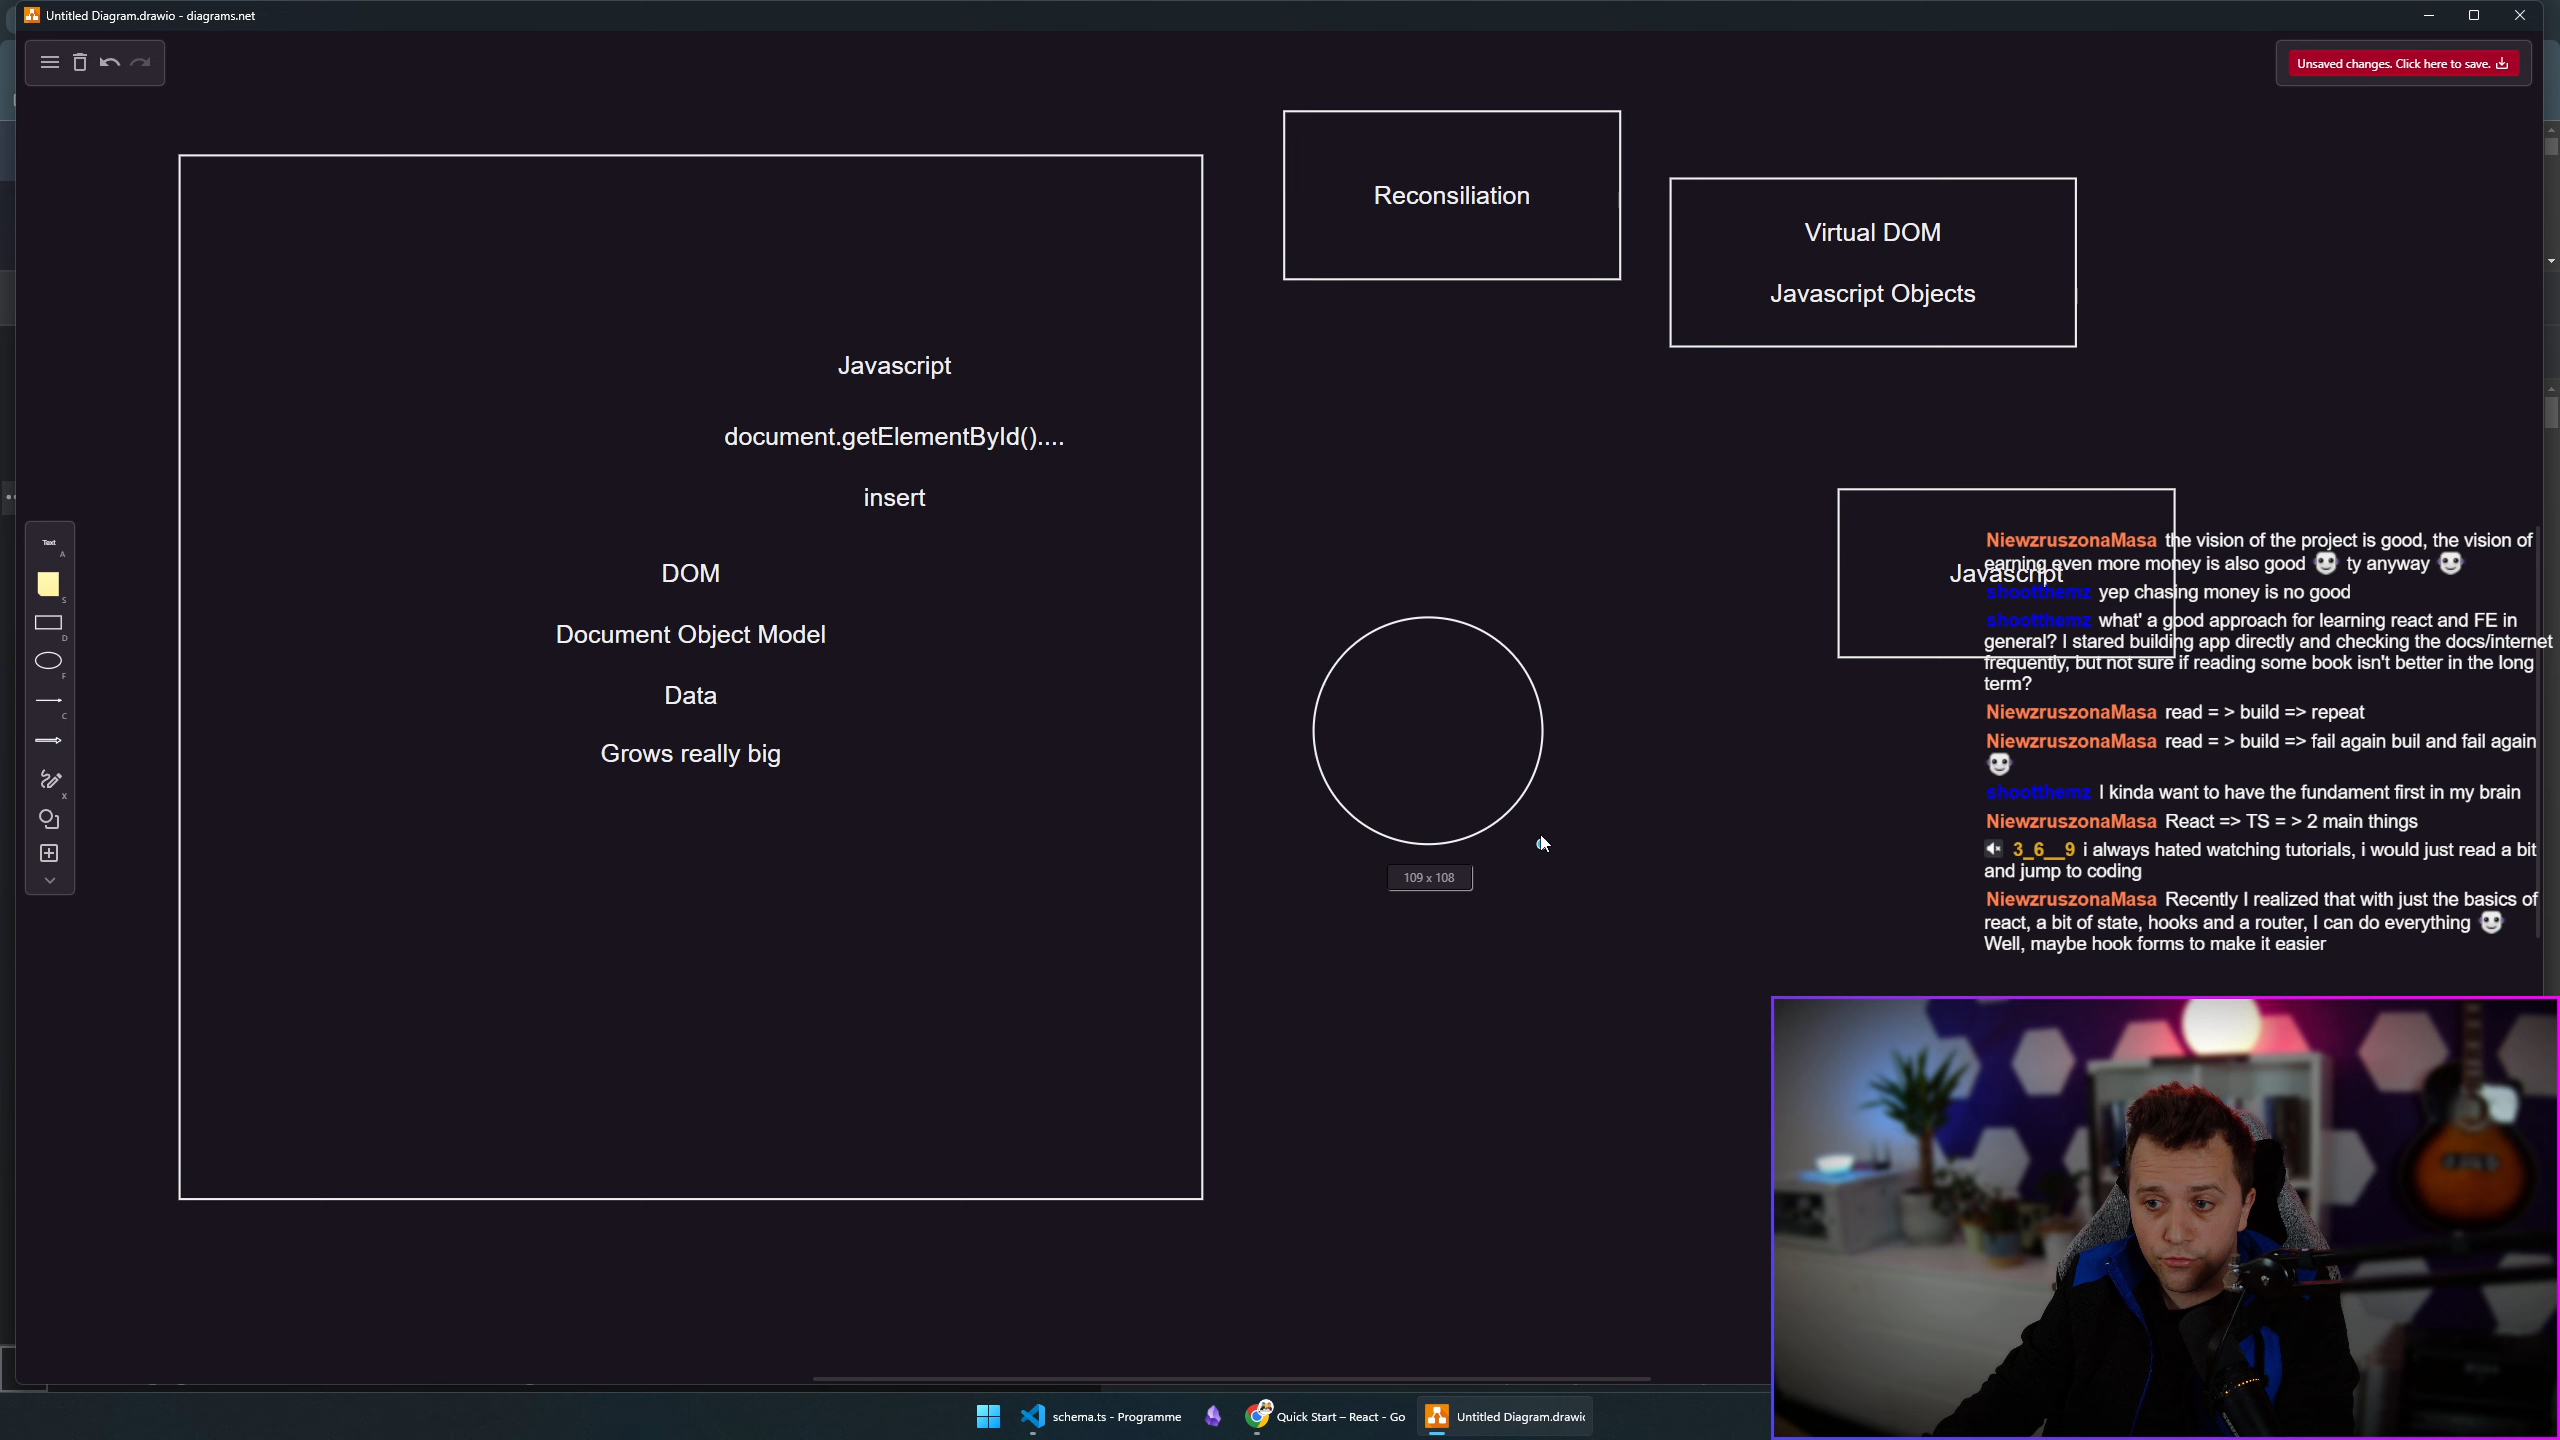 Untitled Diagram.drawio - diagrams.net
Unsaved changes. Click here to save.
Reconsiliation
Virtual DOM
Javascript Objects
Javascript
document.getElementById()....
insert
DOM
Document Object Model
Data
Grows really big
Text
A
S
D
F
C
X
Javascript
109 x 108
NiewzruszonaMasa the vision of the project is good, the vision of
earning even more money is also good ty anyway
shootthemz yep chasing money is no good
shootthemz what' a good approach for learning react and FE in
general? I stared building app directly and checking the docs/internet
frequently, but not sure if reading some book isn't better in the long
term?
NiewzruszonaMasa read = > build => repeat
NiewzruszonaMasa read = > build => fail again buil and fail again
shootthemz I kinda want to have the fundament first in my brain
NiewzruszonaMasa React => TS = > 2 main things
3_6__9 i always hated watching tutorials, i would just read a bit
and jump to coding
NiewzruszonaMasa Recently I realized that with just the basics of
react, a bit of state, hooks and a router, I can do everything
Well, maybe hook forms to make it easier
schema.ts - Programme
Quick Start – React - Go
Untitled Diagram.drawio